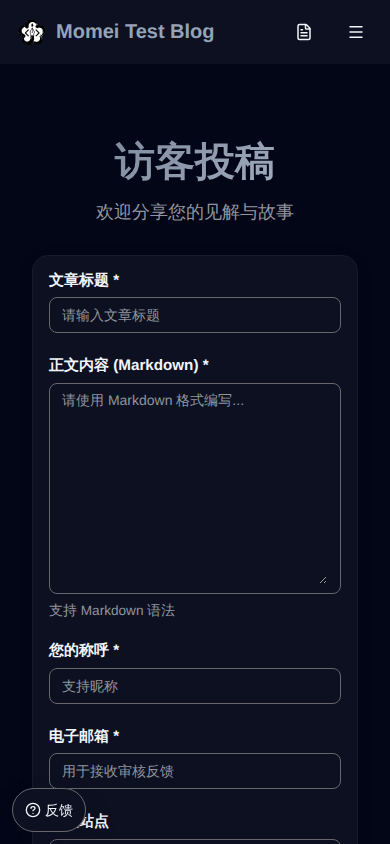 Momei Test Blog
访客投稿
欢迎分享您的见解与故事
文章标题 *
请输入文章标题
正文内容 (Markdown) *
请使用 Markdown 格式编写...
支持 Markdown 语法
您的称呼 *
支持昵称
电子邮箱 *
用于接收审核反馈
站点
反馈